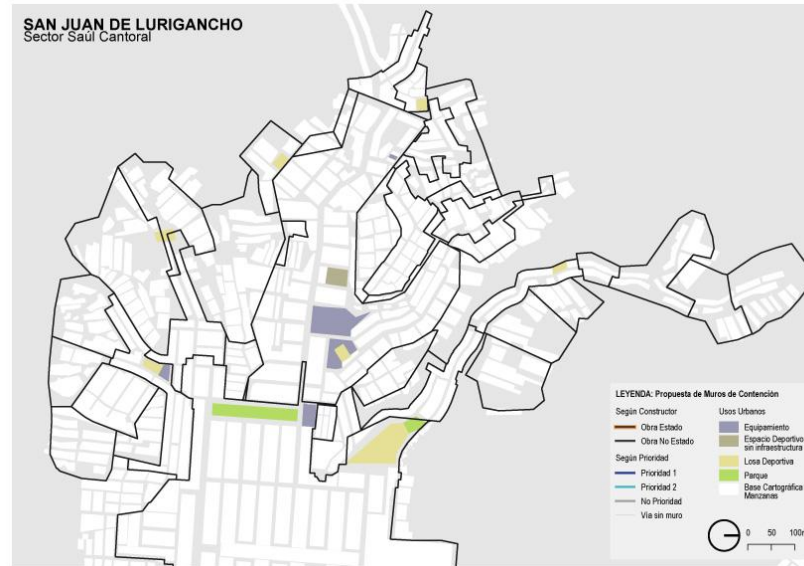 SAN JUAN DE LURIGANCHO
Sector Saúl Cantoral
LEYENDA: Propuesta de Muros de Contención
Según Constructor
Obra Estado
Obra No Estado
Según Prioridad
Prioridad 1
Prioridad 2
No Prioridad
Vía sin muro
Usos Urbanos
Equipamiento
Espacio Deportivo
sin infraestructura
Losa Deportiva
Parque
Base Cartográfica
Manzanas
0 50 100m